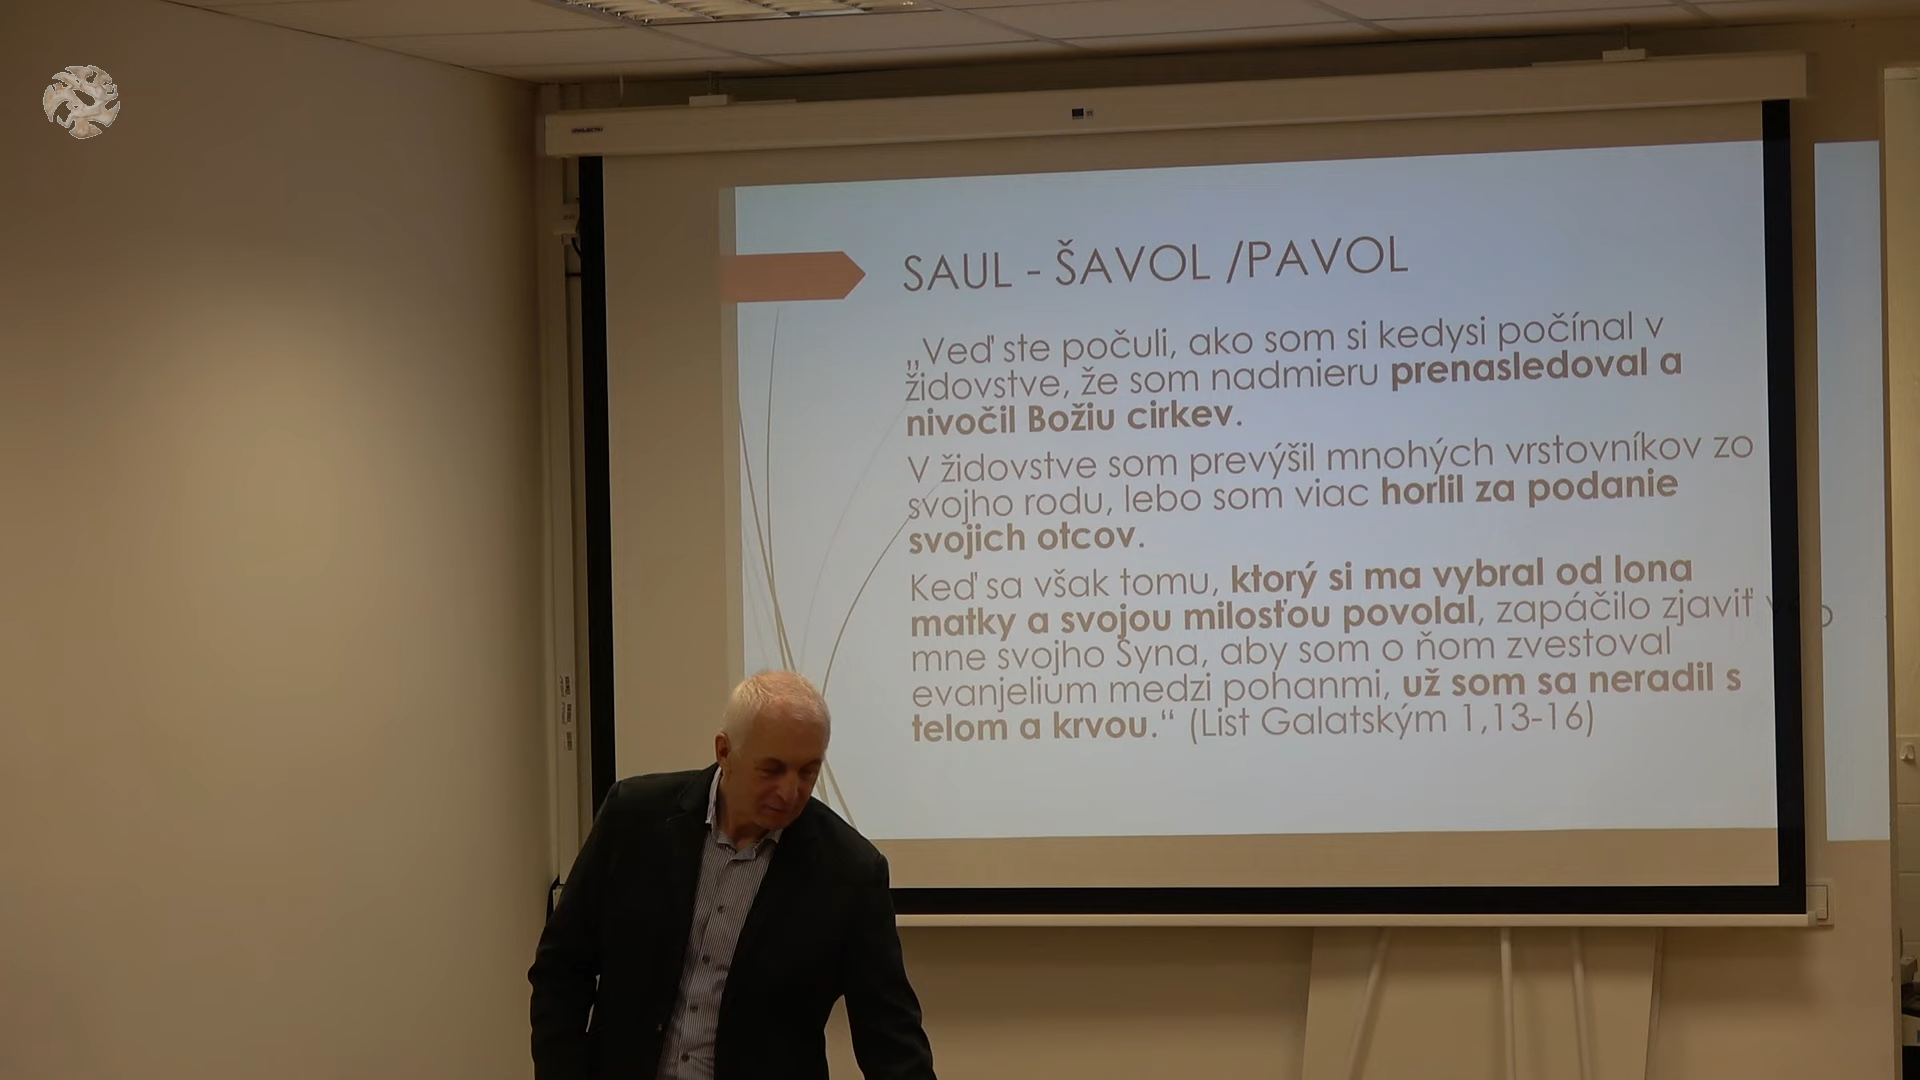 SAUL - ŠAVOL /PAVOL
„Veď ste počuli, ako som si kedysi počínal v
židovstve, že som nadmieru prenasledoval a
nivočil Božiu cirkev.
V židovstve som prevýšil mnohých vrstovníkov zo
svojho rodu, lebo som viac horlil za podanie
svojich otcov.
Keď sa však tomu, ktorý si ma vybral od lona
matky a svojou milosťou povolal, zapáčilo zjaviť vo
mne svojho Syna, aby som o ňom zvestoval
evanjelium medzi pohanmi, už som sa neradil s
telom a krvou.“ (List Galatským 1,13-16)